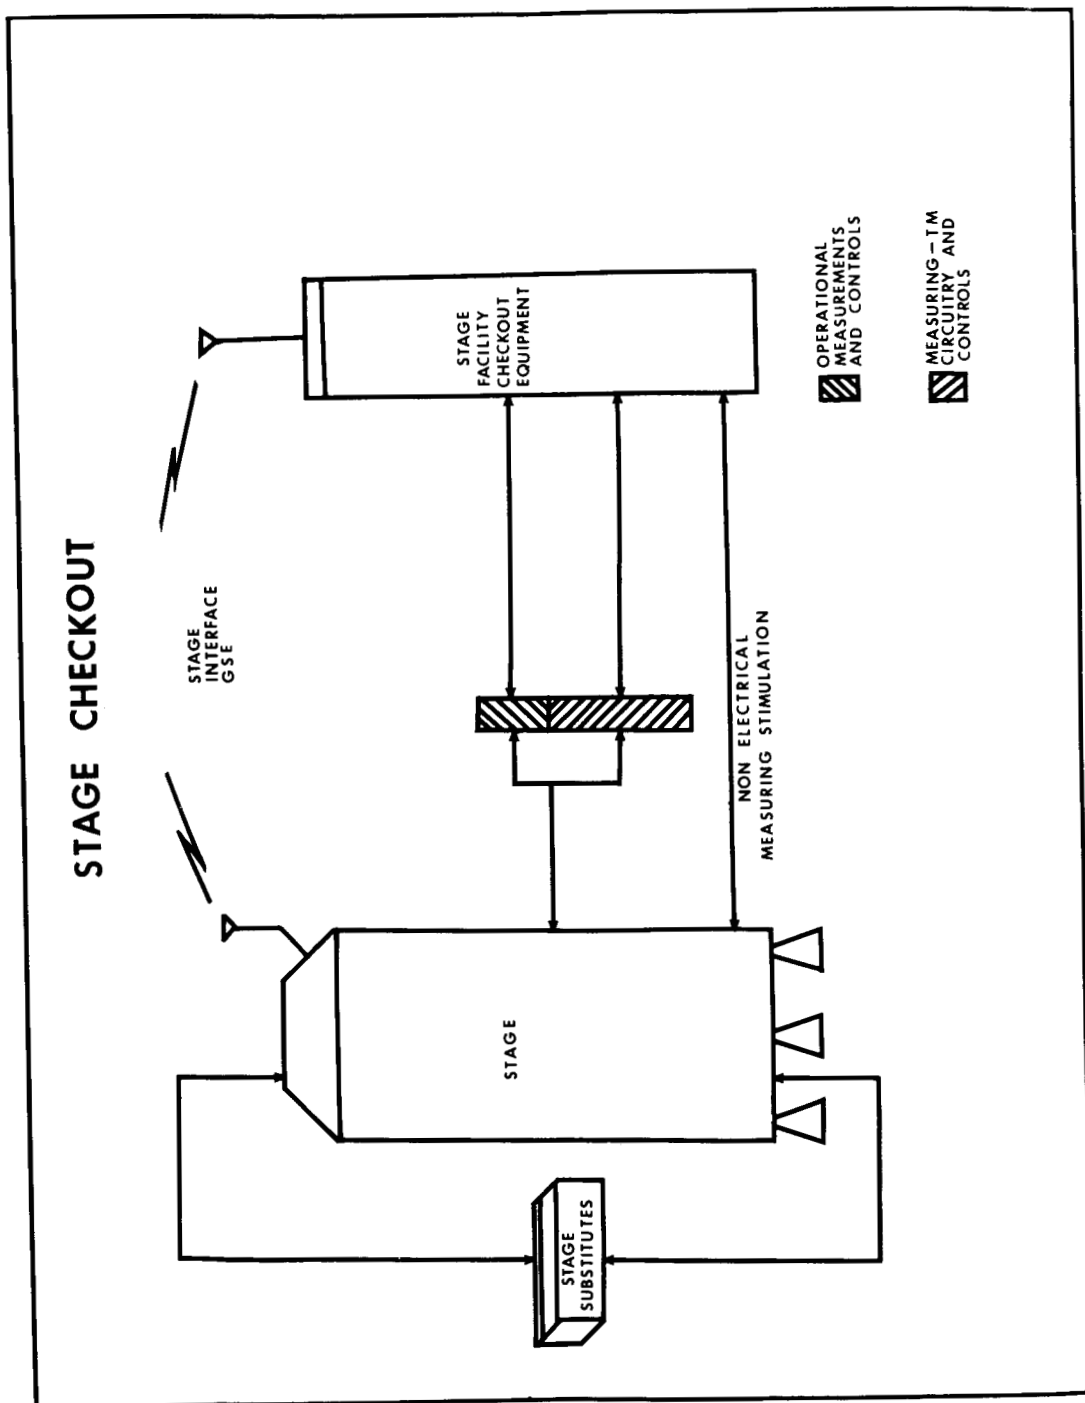 STAGE CHECKOUT
STAGE
INTERFACE
GSE
STAGE
SUBSTITUTES
STAGE
NON ELECTRICAL
MEASURING STIMULATION
STAGE
FACILITY
CHECKOUT
EQUIPMENT
OPERATIONAL
MEASUREMENTS
AND CONTROLS
MEASURING-TM
CIRCUITRY AND
CONTROLS